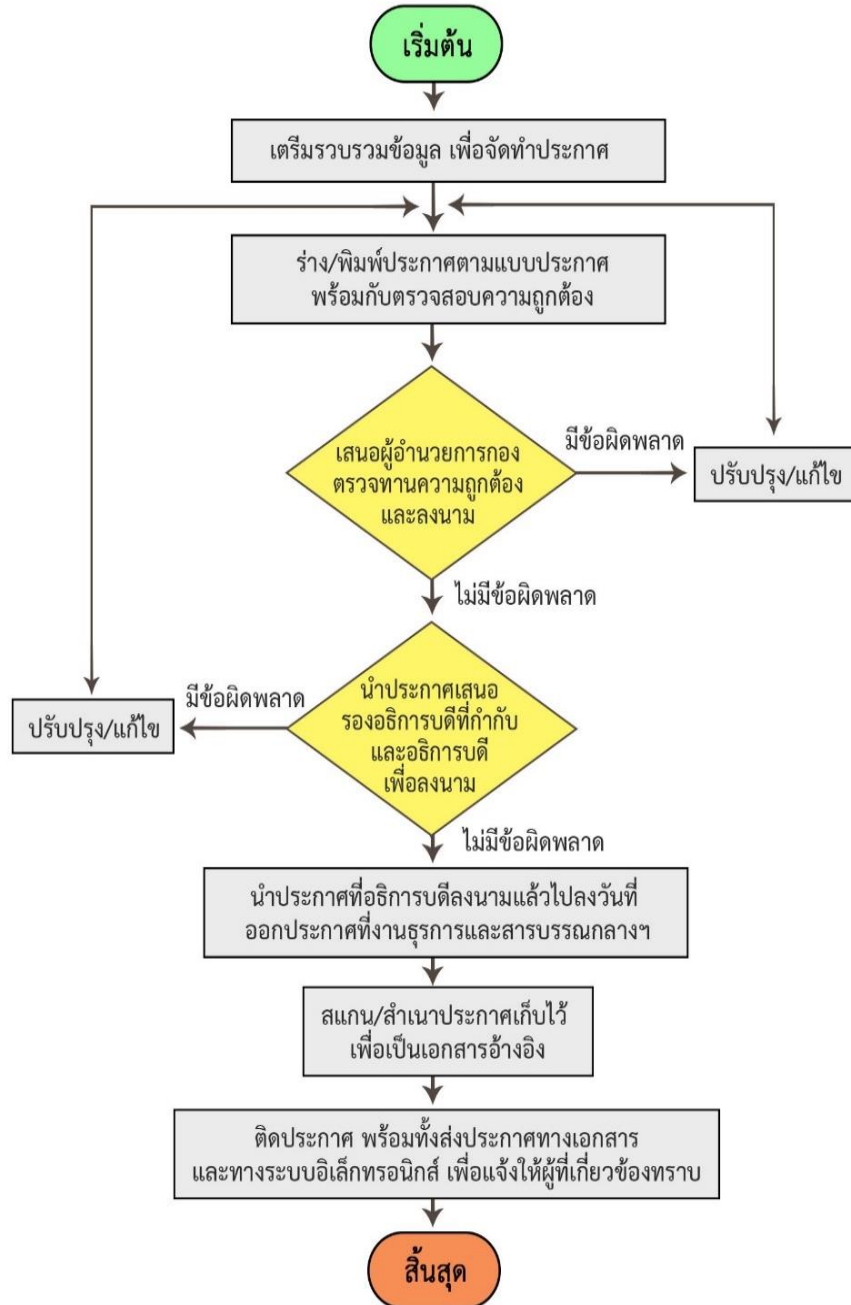 เริ่มต้น
เตรีมรวบรวมข้อมูล เพื่อจัดทำประกาศ
ร่าง/พิมพ์ประกาศตามแบบประกาศ
พร้อมกับตรวจสอบความถูกต้อง
เสนอผู้อำนวยการกอง
ตรวจทานความถูกต้อง
และลงนาม
มีข้อผิดพลาด
ปรับปรุง/แก้ไข
ไม่มีข้อผิดพลาด
นำประกาศเสนอ
รองอธิการบดีที่กำกับ
และอธิการบดี
เพื่อลงนาม
มีข้อผิดพลาด
ปรับปรุง/แก้ไข
ไม่มีข้อผิดพลาด
นำประกาศที่อธิการบดีลงนามแล้วไปลงวันที่
ออกประกาศที่งานธุรการและสารบรรณกลางฯ
สแกน/สำเนาประกาศเก็บไว้
เพื่อเป็นเอกสารอ้างอิง
ติดประกาศ พร้อมทั้งส่งประกาศทางเอกสาร
และทางระบบอิเล็กทรอนิกส์ เพื่อแจ้งให้ผู้ที่เกี่ยวข้องทราบ
สิ้นสุด